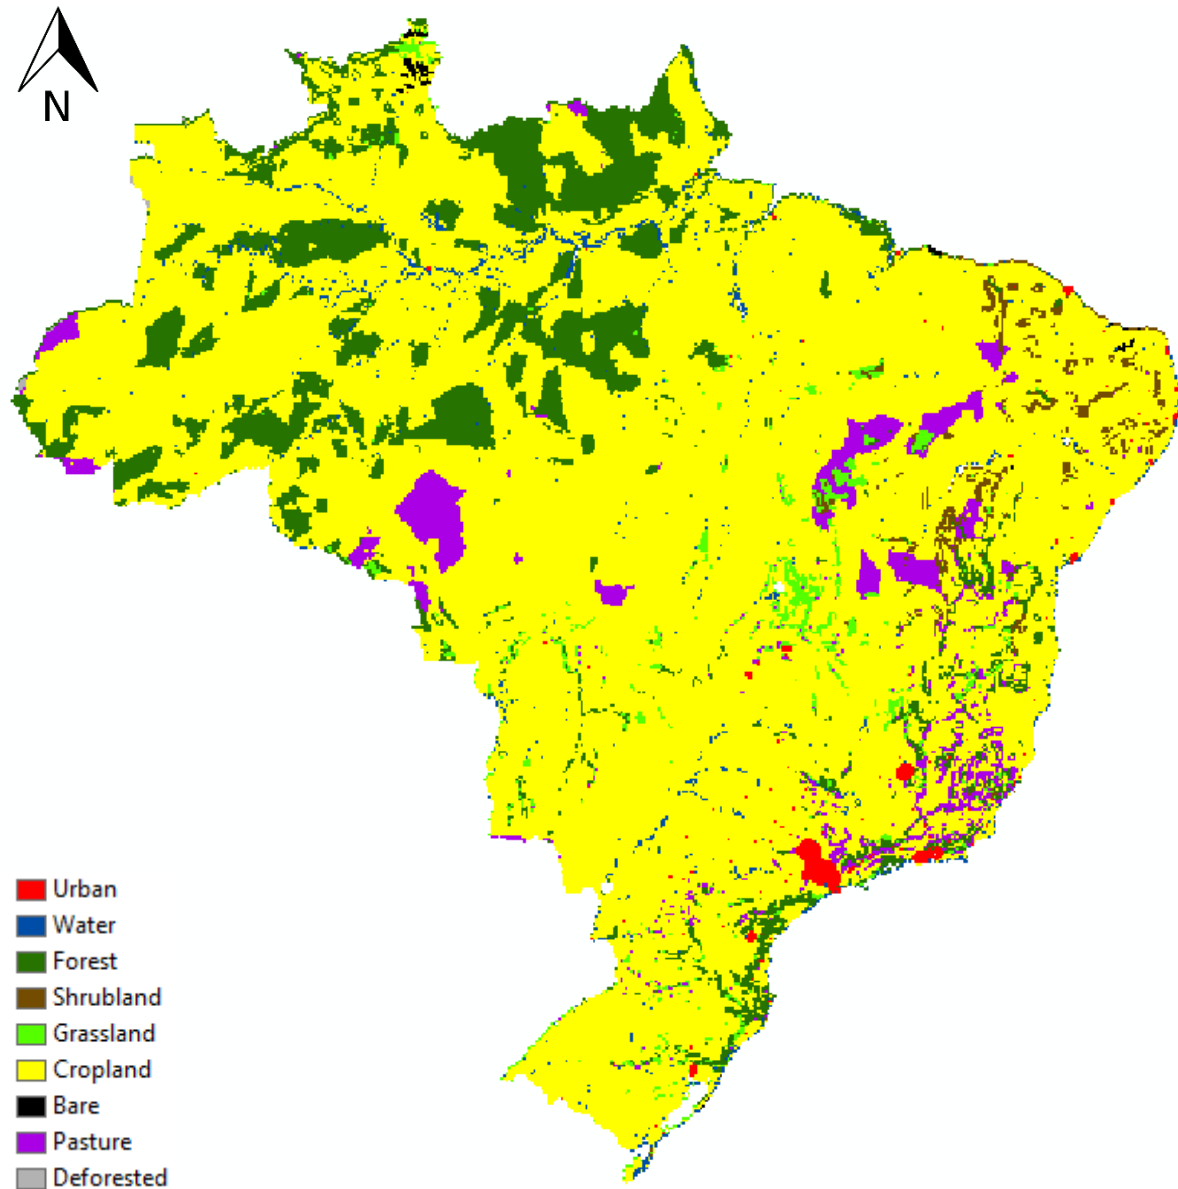 N
Urban
Water
Forest
Shrubland
Grassland
Cropland
Bare
Pasture
Deforested